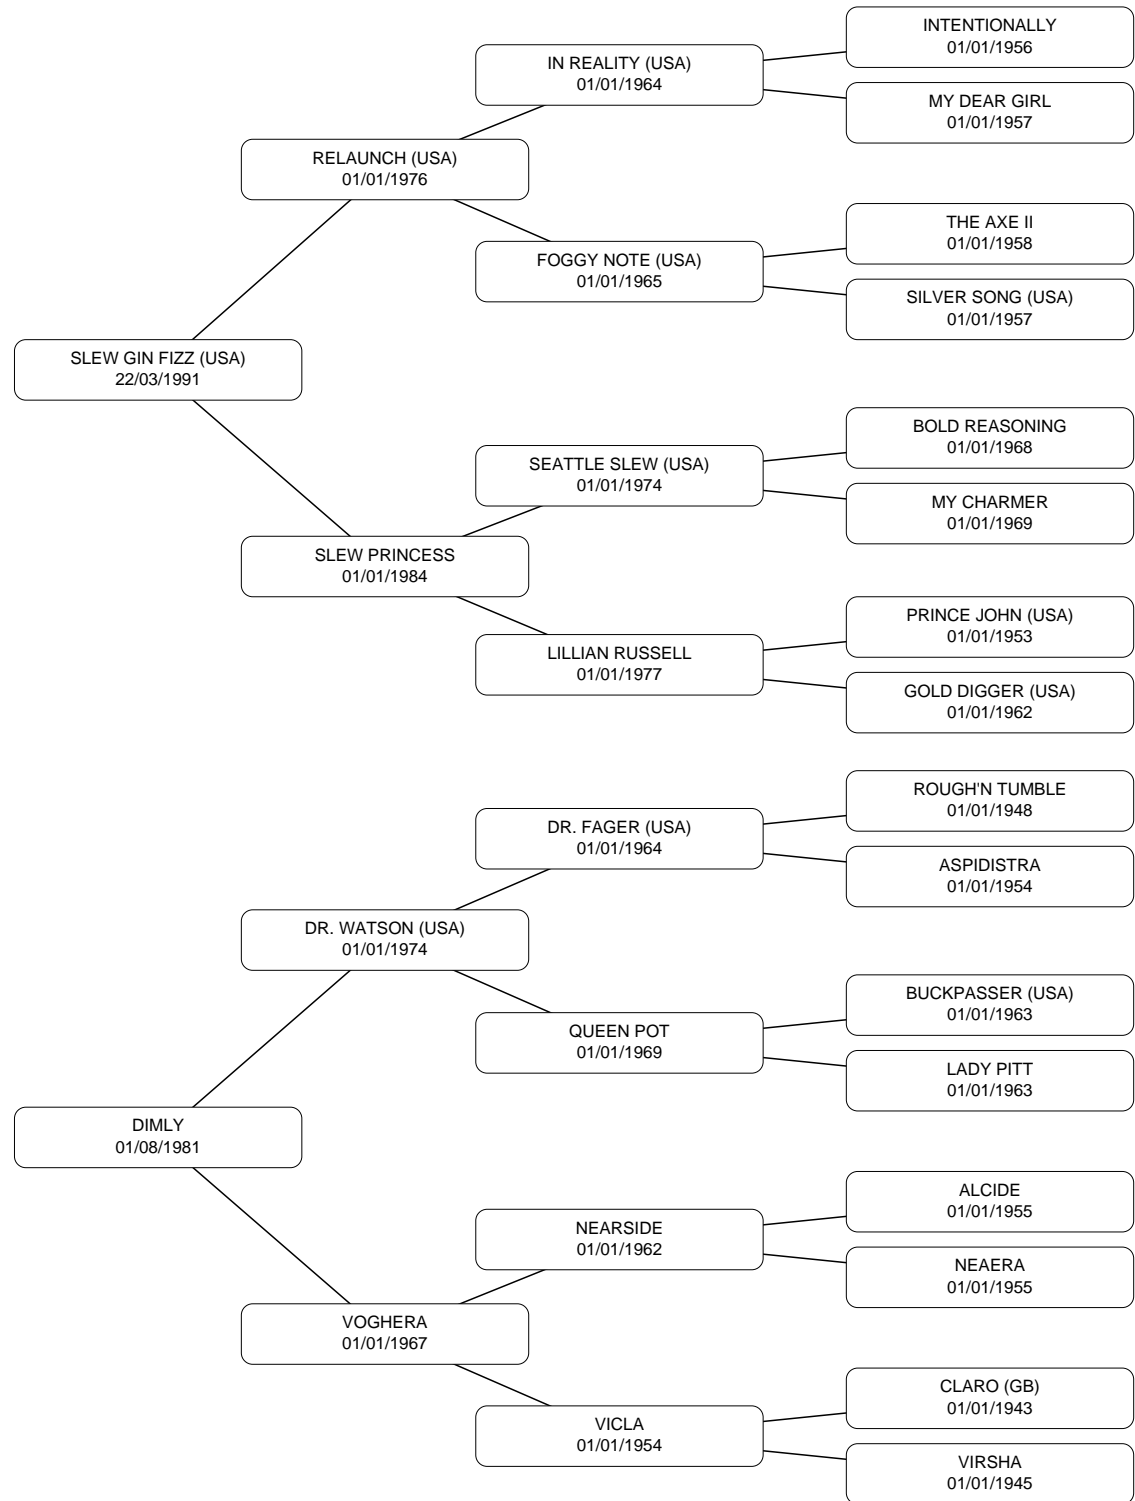 INTENTIONALLY
01/01/1956
IN REALITY (USA)
01/01/1964
MY DEAR GIRL
01/01/1957
RELAUNCH (USA)
01/01/1976
THE AXE II
01/01/1958
FOGGY NOTE (USA)
01/01/1965
SILVER SONG (USA)
01/01/1957
SLEW GIN FIZZ (USA)
22/03/1991
BOLD REASONING
01/01/1968
SEATTLE SLEW (USA)
01/01/1974
MY CHARMER
01/01/1969
SLEW PRINCESS
01/01/1984
PRINCE JOHN (USA)
01/01/1953
LILLIAN RUSSELL
01/01/1977
GOLD DIGGER (USA)
01/01/1962
ROUGH'N TUMBLE
01/01/1948
DR. FAGER (USA)
01/01/1964
ASPIDISTRA
01/01/1954
DR. WATSON (USA)
01/01/1974
BUCKPASSER (USA)
01/01/1963
QUEEN POT
01/01/1969
LADY PITT
01/01/1963
DIMLY
01/08/1981
ALCIDE
01/01/1955
NEARSIDE
01/01/1962
NEAERA
01/01/1955
VOGHERA
01/01/1967
CLARO (GB)
01/01/1943
VICLA
01/01/1954
VIRSHA
01/01/1945